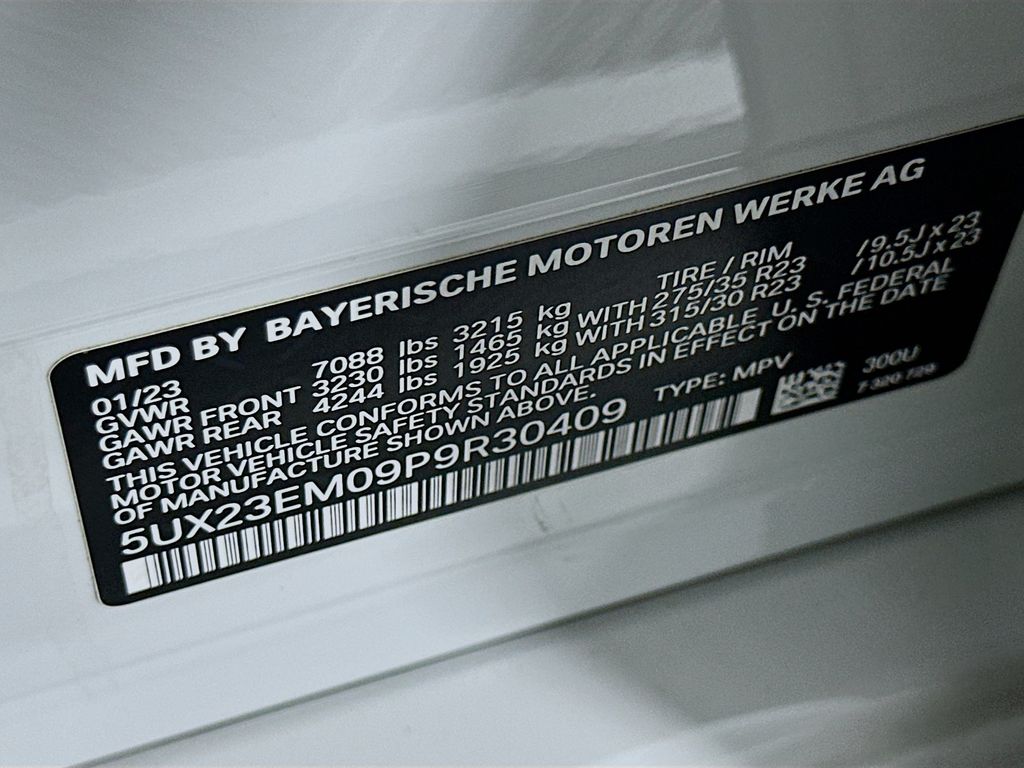 MFD BY BAYERISCHE MOTOREN WERKE AG
01/23 TIRE / RIM
GVWR 7088 lbs 3215 kg WITH 275/35 R23 / 9.5J x 23
GAWR FRONT 3230 lbs 1465 kg WITH 315/30 R23 / 10.5J x 23
GAWR REAR 4244 lbs 1925 kg
THIS VEHICLE CONFORMS TO ALL APPLICABLE U. S. FEDERAL
MOTOR VEHICLE SAFETY STANDARDS IN EFFECT ON THE DATE
OF MANUFACTURE SHOWN ABOVE.
5UX23EM09P9R30409 TYPE: MPV 300U